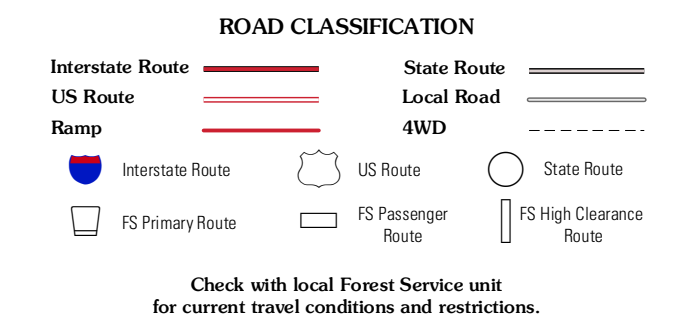 ROAD CLASSIFICATION
Interstate Route
State Route
US Route
Local Road
Ramp
4WD
Interstate Route
US Route
State Route
FS Primary Route
FS Passenger
Route
FS High Clearance
Route
Check with local Forest Service unit
for current travel conditions and restrictions.